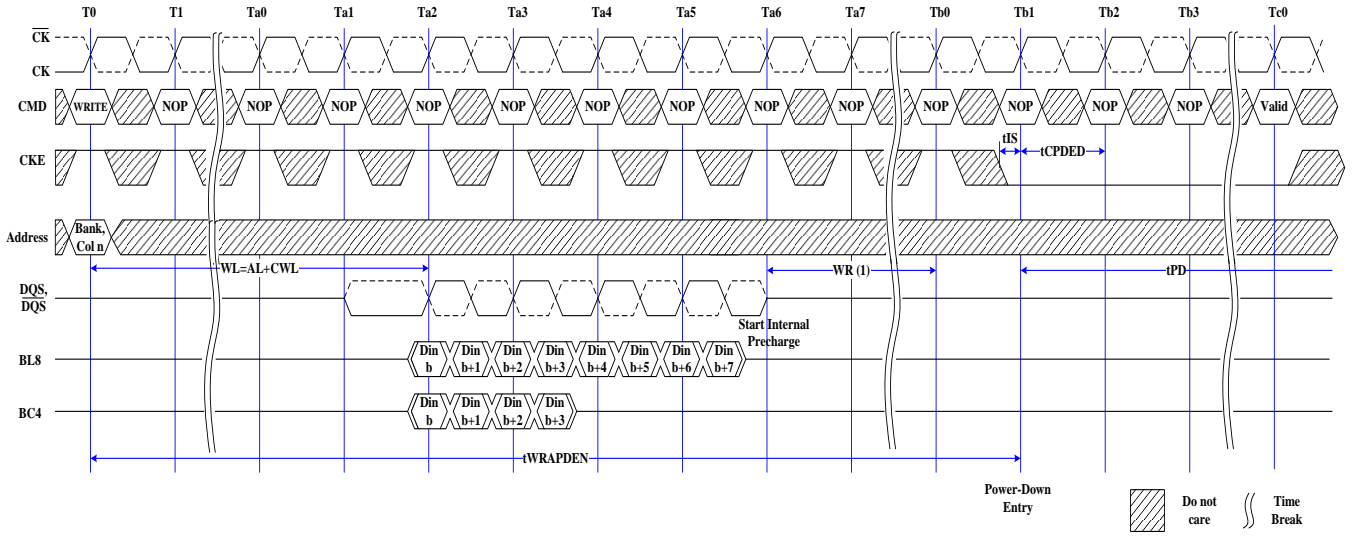 T0 T1 Ta0 Ta1 Ta2 Ta3 Ta4 Ta5 Ta6 Ta7 Tb0 Tb1 Tb2 Tb3 Tc0
CK
CK
CMD WRITE NOP NOP NOP NOP NOP NOP NOP NOP NOP NOP NOP NOP NOP Valid
tIS
CKE tCPDED
Address Bank,
Col n
WL=AL+CWL WR (1) tPD
DQS,
DQS
Start Internal
Precharge
BL8 Din Din Din Din Din Din Din Din
b b+1 b+2 b+3 b+4 b+5 b+6 b+7
BC4 Din Din Din Din
b b+1 b+2 b+3
tWRAPDEN
Power-Down
Entry
Do not
care
Time
Break